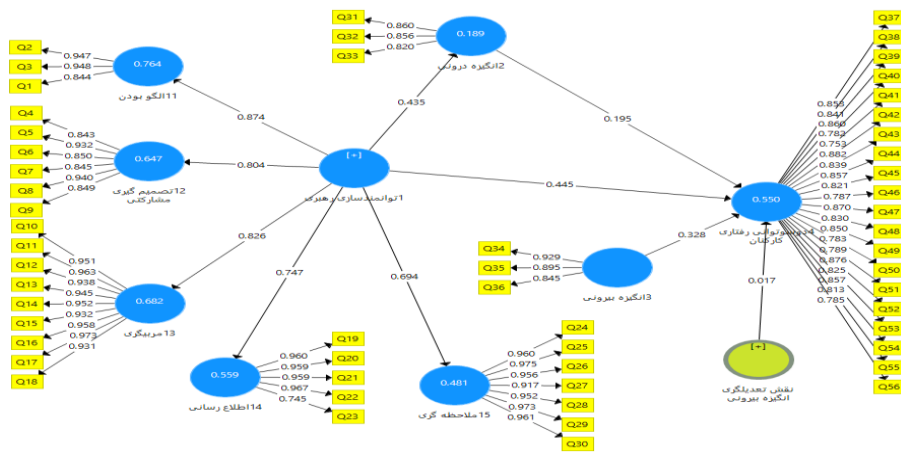 Q2
Q3
Q1
0.947
0.948
0.844
0.764
11الگو بودن
0.874
Q4
Q5
Q6
Q7
Q8
Q9
0.843
0.932
0.850
0.845
0.940
0.849
0.647
12تصمیم گیری
مشارکتی
0.804
Q10
Q11
Q12
Q13
Q14
Q15
Q16
Q17
Q18
0.951
0.963
0.938
0.945
0.952
0.932
0.958
0.973
0.931
0.682
13مربیگری
0.826
Q31
Q32
Q33
0.860
0.856
0.820
0.189
2انگیزه درونی
0.435
0.195
[+]
1توانمندسازی رهبری
0.445
0.747
0.694
0.559
14اطلاع رسانی
0.960
0.959
0.959
0.967
0.745
Q19
Q20
Q21
Q22
Q23
0.481
15ملاحظه گری
0.960
0.975
0.956
0.917
0.952
0.973
0.961
Q24
Q25
Q26
Q27
Q28
Q29
Q30
Q34
Q35
Q36
0.929
0.895
0.845
3انگیزه بیرونی
0.328
0.550
4دوسوتوانی رفتاری
کارکنان
0.017
[+]
نقش تعدیلگری
انگیزه بیرونی
0.853
0.841
0.860
0.782
0.753
0.882
0.839
0.857
0.821
0.787
0.870
0.830
0.850
0.783
0.789
0.876
0.825
0.857
0.813
0.785
Q37
Q38
Q39
Q40
Q41
Q42
Q43
Q44
Q45
Q46
Q47
Q48
Q49
Q50
Q51
Q52
Q53
Q54
Q55
Q56